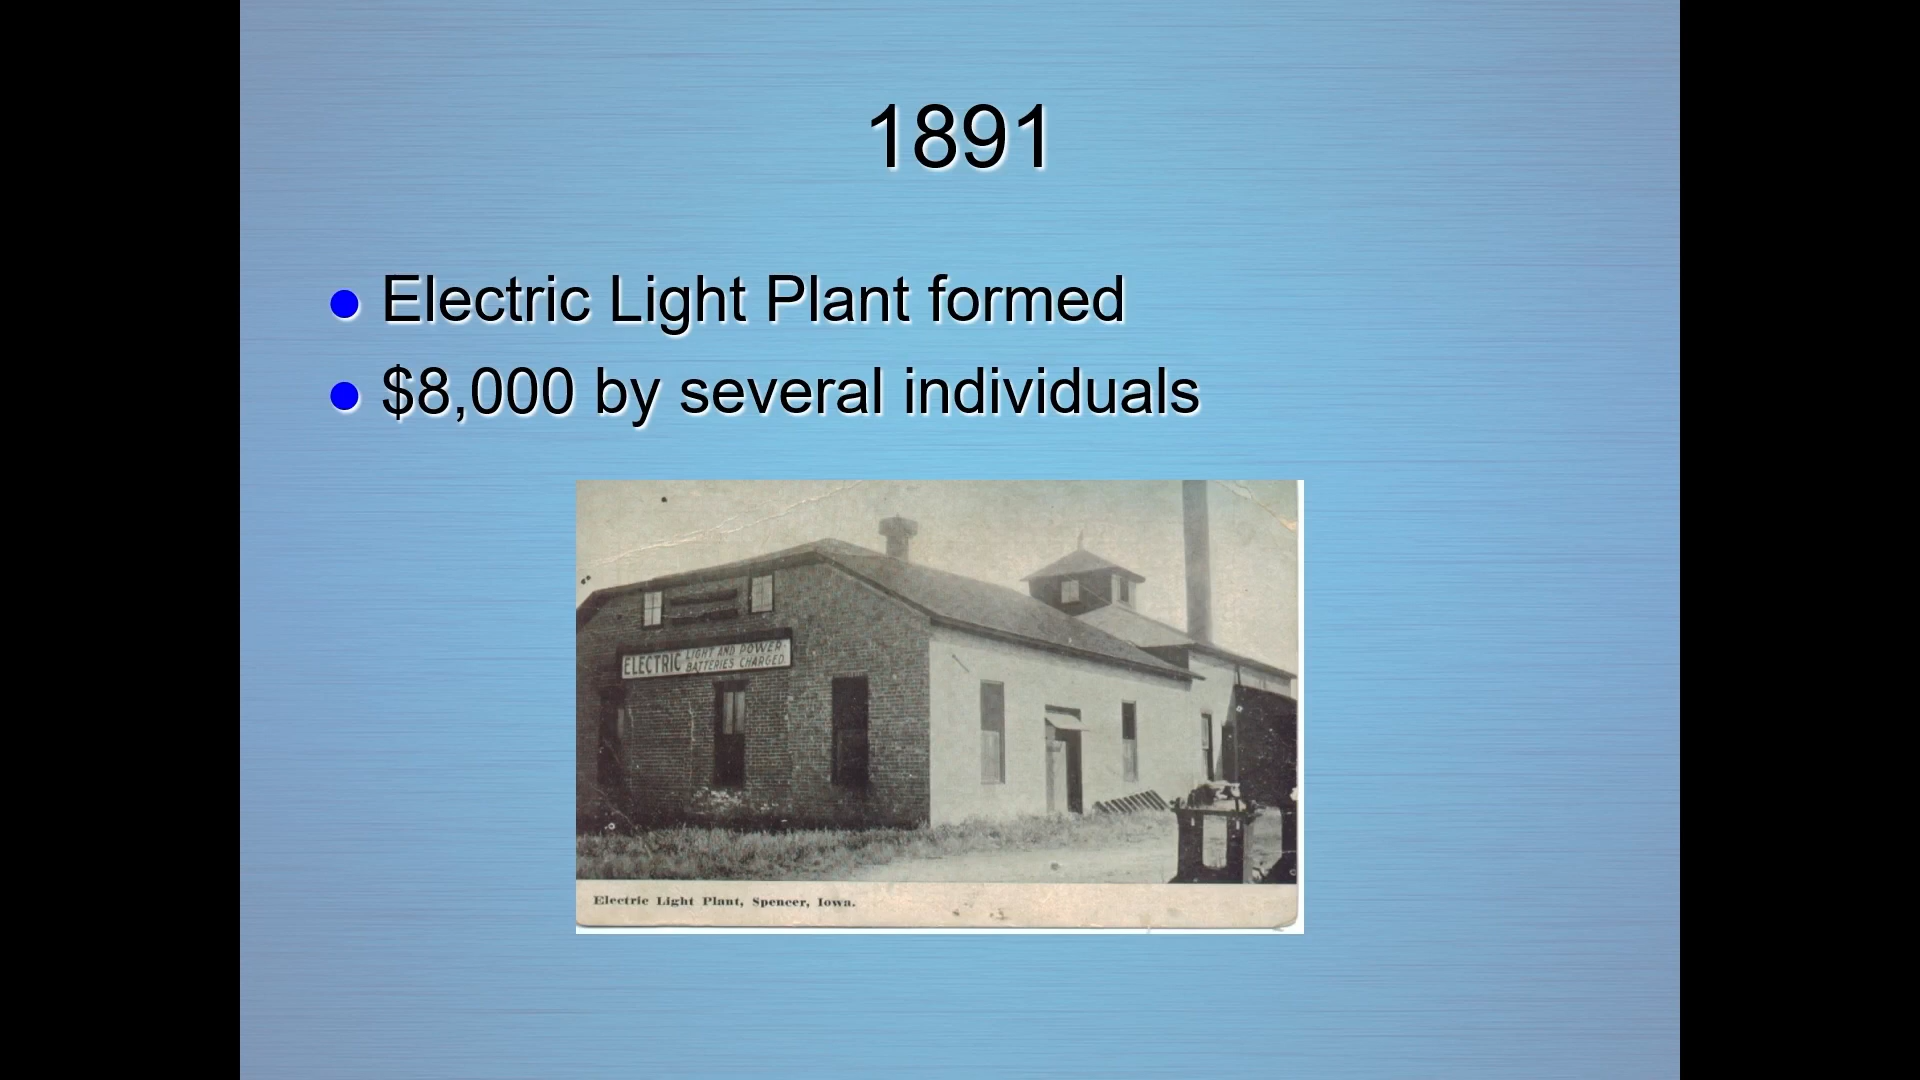 1891
Electric Light Plant formed
$8,000 by several individuals
ELECTRIC LIGHT AND POWER
BATTERIES CHARGED
Electric Light Plant, Spencer, Iowa.